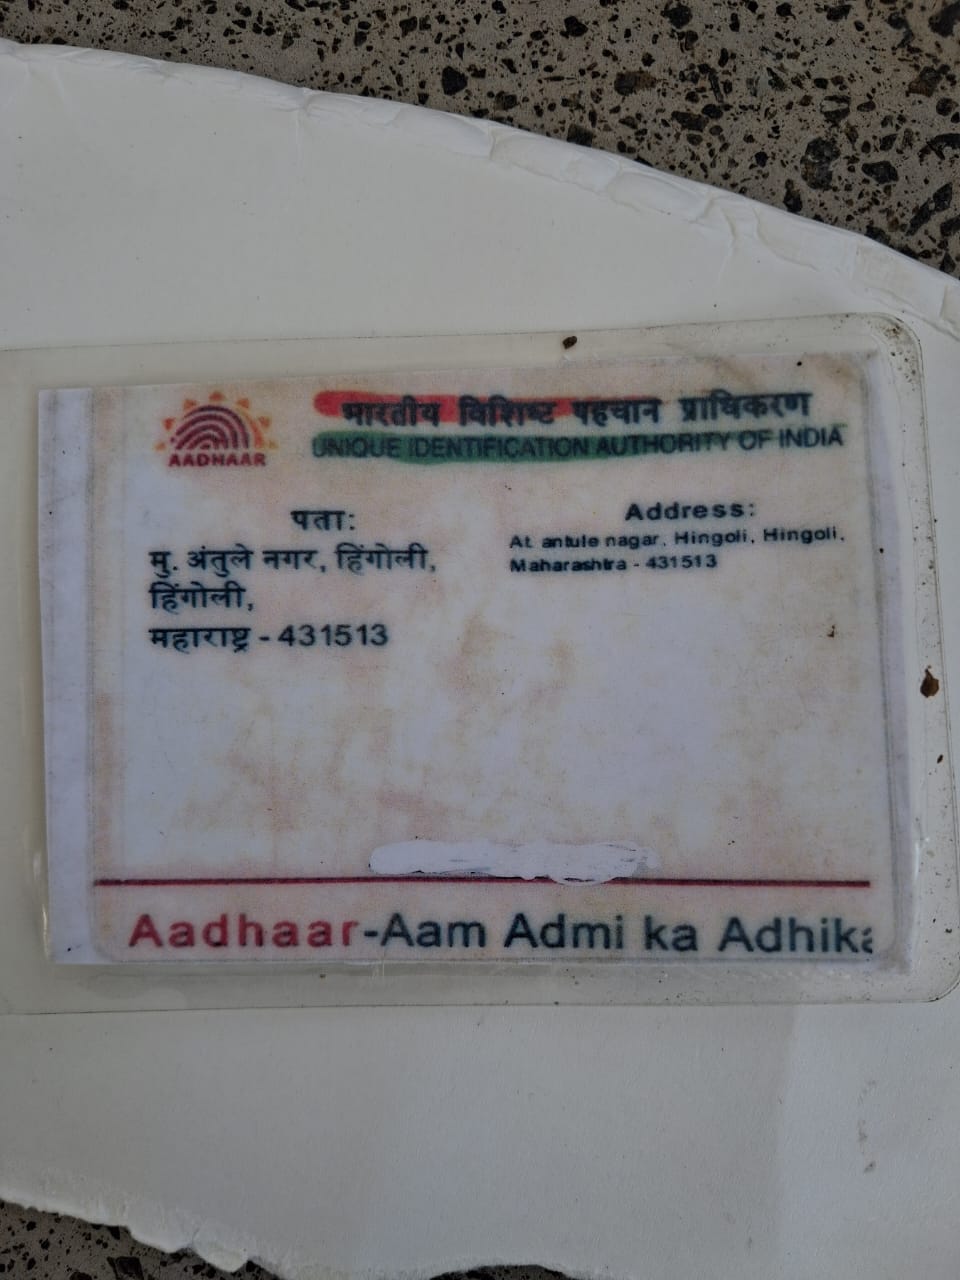 भारतीय विशिष्ट पहचान प्राधिकरण
UNIQUE IDENTIFICATION AUTHORITY OF INDIA
AADHAAR
पता:
मु. अंतुले नगर, हिंगोली,
हिंगोली,
महाराष्ट्र - 431513
Address:
At. antule nagar, Hingoli, Hingoli,
Maharashtra - 431513
Aadhaar-Aam Admi ka